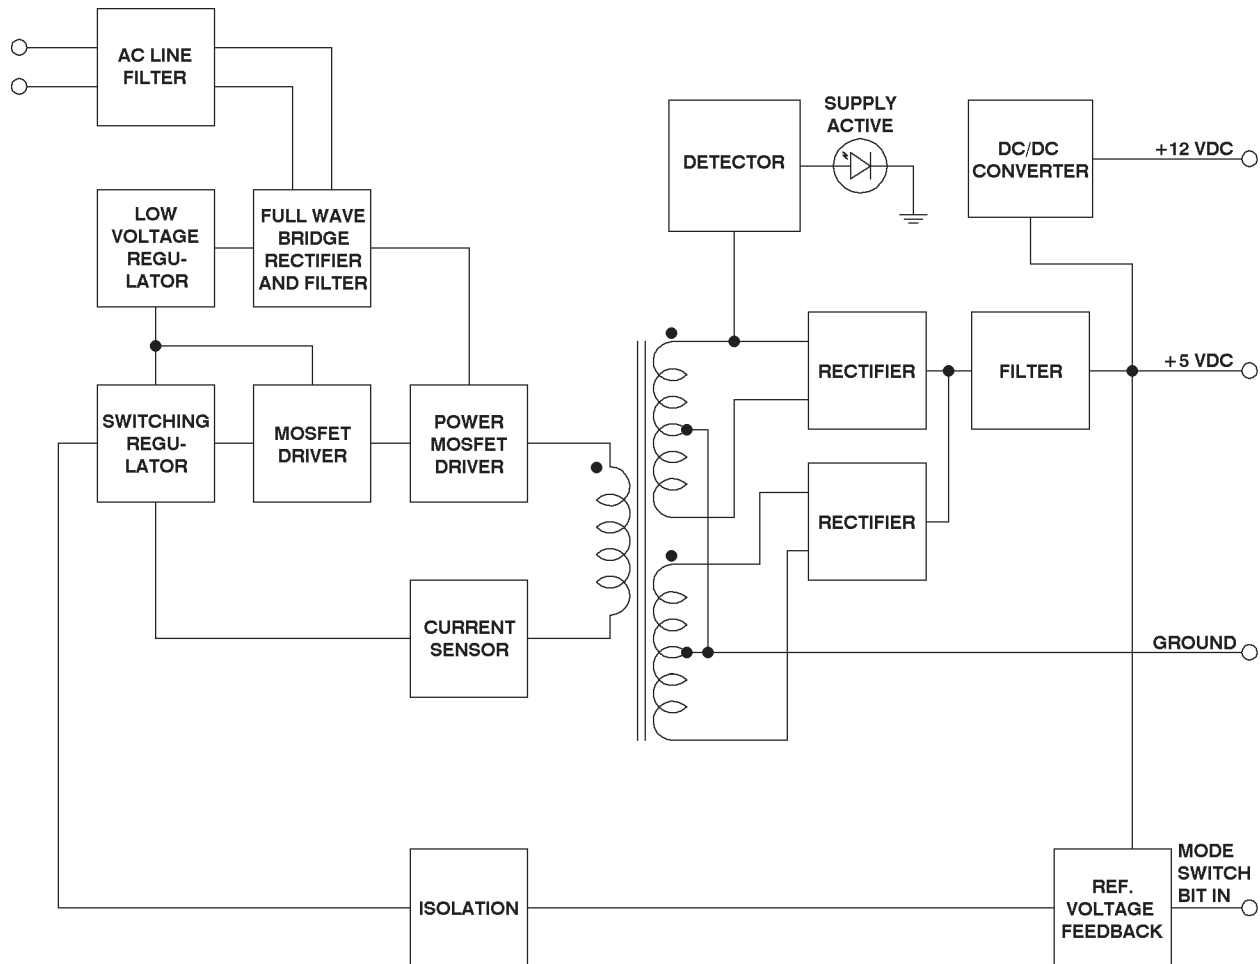 AC LINE
FILTER
SUPPLY
ACTIVE
DETECTOR
DC/DC
CONVERTER
+12 VDC
LOW
VOLTAGE
REGU-
LATOR
FULL WAVE
BRIDGE
RECTIFIER
AND FILTER
RECTIFIER
FILTER
+5 VDC
SWITCHING
REGU-
LATOR
MOSFET
DRIVER
POWER
MOSFET
DRIVER
RECTIFIER
CURRENT
SENSOR
GROUND
ISOLATION
REF.
VOLTAGE
FEEDBACK
MODE
SWITCH
BIT IN